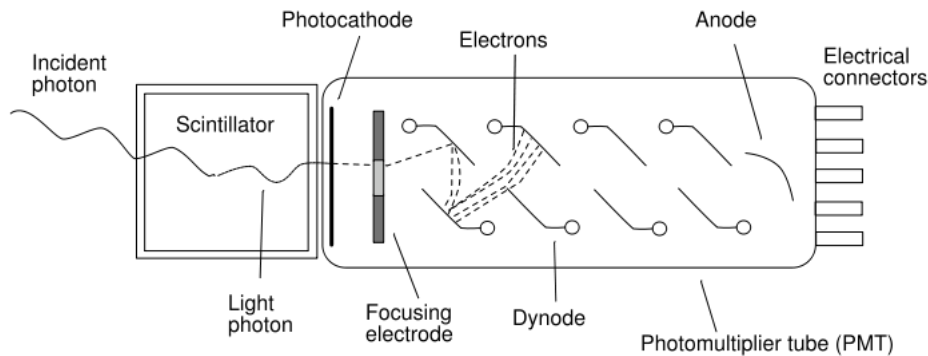 Photocathode
Anode
Electrons
Incident
photon
Electrical
connectors
Scintillator
Light
photon
Focusing
electrode
Dynode
Photomultiplier tube (PMT)